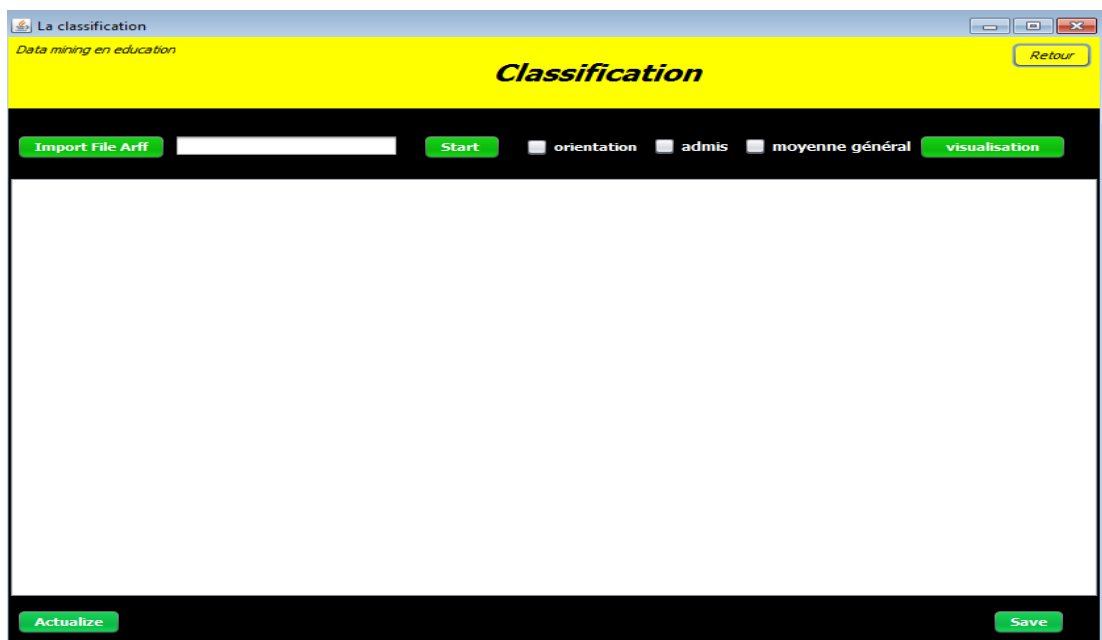 La classification
Data mining en education
Retour
Classification
Import File Arff Start orientation admis moyenne général visualisation
Actualize Save